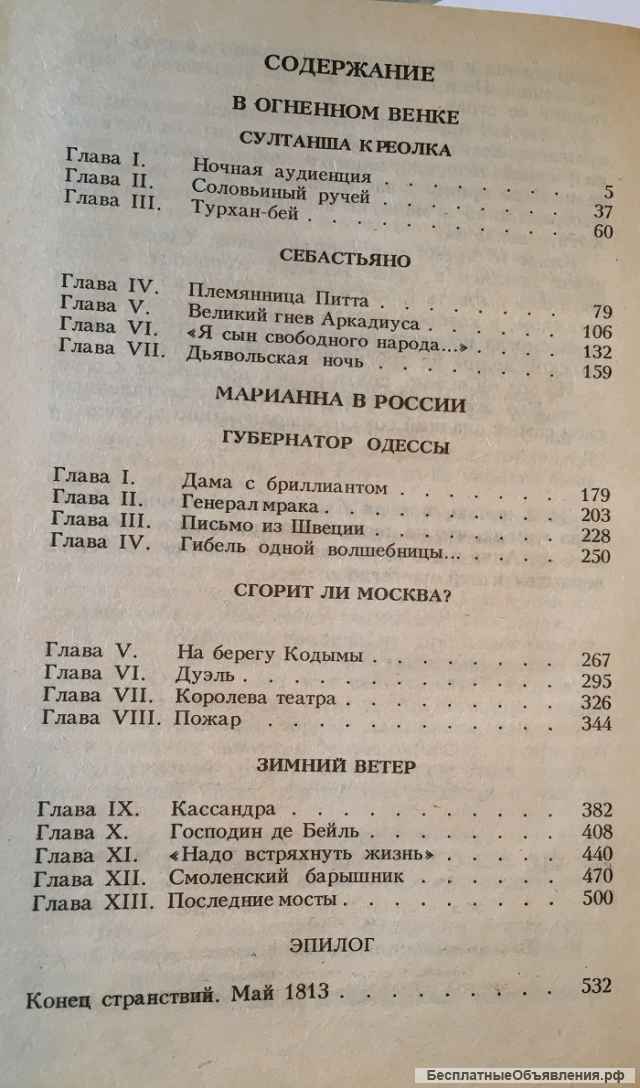 СОДЕРЖАНИЕ
В ОГНЕННОМ ВЕНКЕ
СУЛТАНША КРЕОЛКА
Глава I. Ночная аудиенция . . . . . . . . 5
Глава II. Соловьиный ручей . . . . . . . . 37
Глава III. Турхан-бей . . . . . . . . . . 60
СЕБАСТЬЯНО
Глава IV. Племянница Питта . . . . . . . . 79
Глава V. Великий гнев Аркадиуса . . . . . . 106
Глава VI. «Я сын свободного народа...» . . . . 132
Глава VII. Дьявольская ночь . . . . . . . . 159
МАРИАННА В РОССИИ
ГУБЕРНАТОР ОДЕССЫ
Глава I. Дама с бриллиантом . . . . . . . 179
Глава II. Генерал мрака . . . . . . . . . 203
Глава III. Письмо из Швеции . . . . . . . . 228
Глава IV. Гибель одной волшебницы... . . . . 250
СГОРИТ ЛИ МОСКВА?
Глава V. На берегу Кодымы . . . . . . . . 267
Глава VI. Дуэль . . . . . . . . . . . . . 295
Глава VII. Королева театра . . . . . . . . . 326
Глава VIII. Пожар . . . . . . . . . . . . 344
ЗИМНИЙ ВЕТЕР
Глава IX. Кассандра . . . . . . . . . . . 382
Глава X. Господин де Бейль . . . . . . . . 408
Глава XI. «Надо встряхнуть жизнь» . . . . . 440
Глава XII. Смоленский барышник . . . . . . 470
Глава XIII. Последние мосты . . . . . . . . . 500
ЭПИЛОГ
Конец странствий. Май 1813 . . . . . . . . . 532
БесплатныеОбъявления.рф